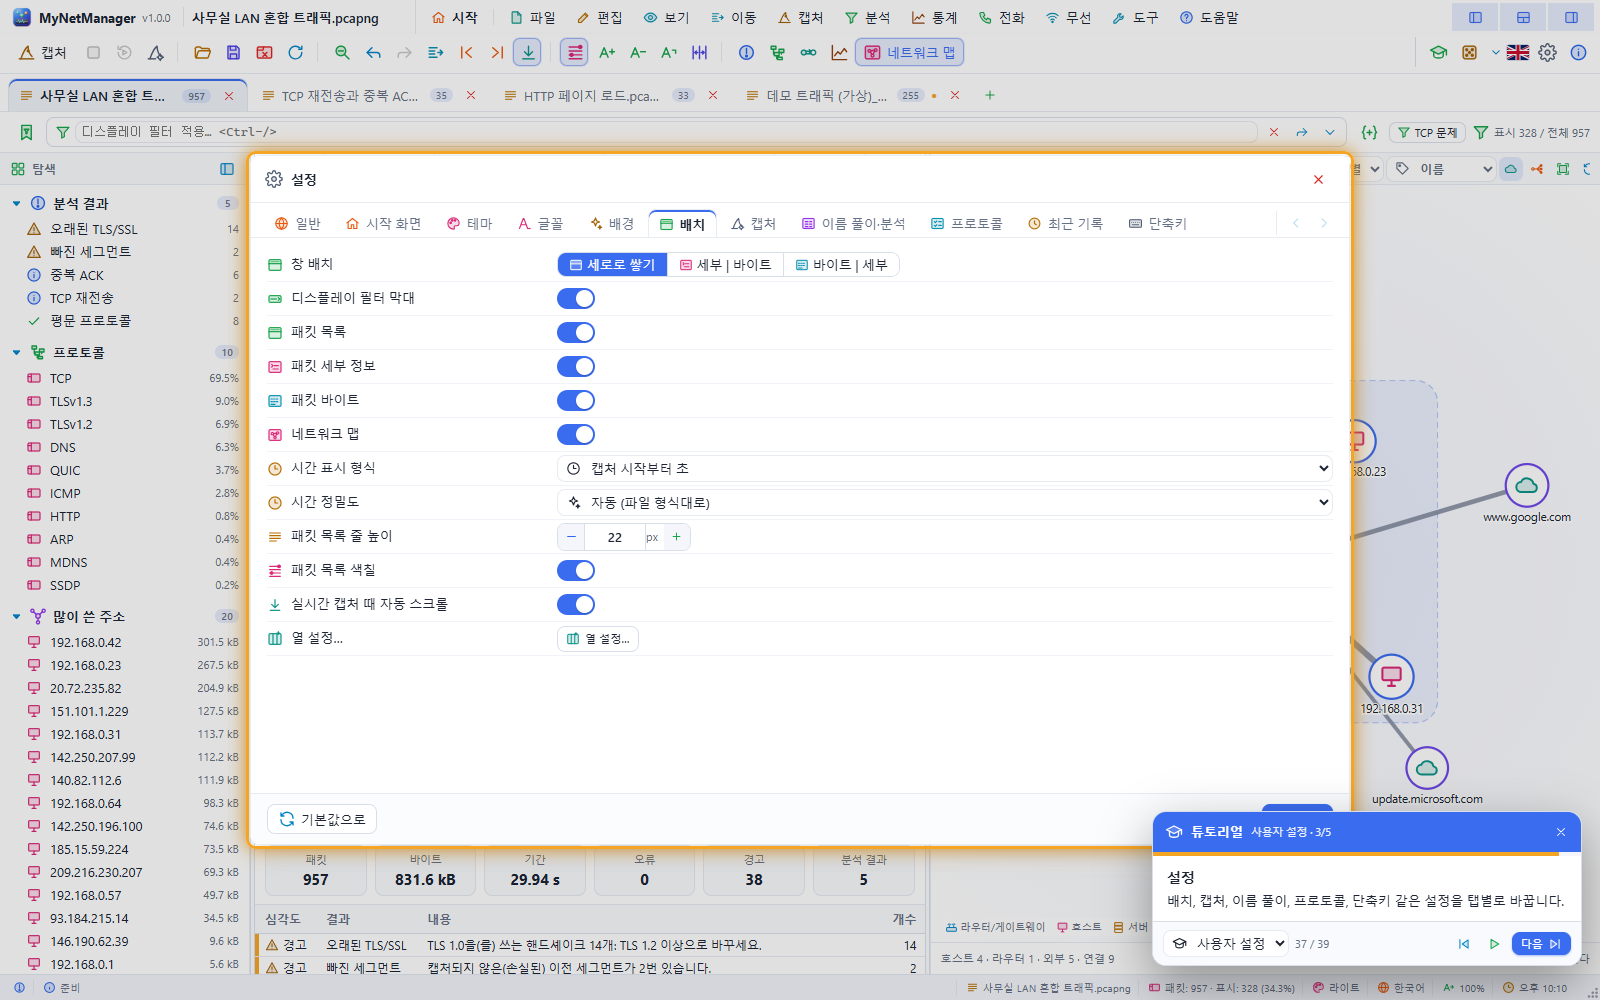 MyNetManager v1.0.0 사무실 LAN 혼합 트래픽.pcapng
시작 파일 편집 보기 이동 캡처 분석 통계 전화 무선 도구 도움말
캡처 네트워크 맵
사무실 LAN 혼합 트... 957
TCP 재전송과 중복 AC... 35
HTTP 페이지 로드.pca... 33
데모 트래픽 (가상)_... 255
디스플레이 필터 적용… <Ctrl-/>
TCP 문제 표시 328 / 전체 957
탐색
이름
분석 결과 5
오래된 TLS/SSL 14
빠진 세그먼트 2
중복 ACK 6
TCP 재전송 2
평문 프로토콜 8
프로토콜 10
TCP 69.5%
TLSv1.3 9.0%
TLSv1.2 6.9%
DNS 6.3%
QUIC 3.7%
ICMP 2.8%
HTTP 0.8%
ARP 0.4%
MDNS 0.4%
SSDP 0.2%
많이 쓴 주소 20
192.168.0.42 301.5 kB
192.168.0.23 267.5 kB
20.72.235.82 204.9 kB
151.101.1.229 127.5 kB
192.168.0.31 113.7 kB
142.250.207.99 112.2 kB
140.82.112.6 111.9 kB
192.168.0.64 98.3 kB
142.250.196.100 74.6 kB
185.15.59.224 73.5 kB
209.216.230.207 69.3 kB
192.168.0.57 49.7 kB
93.184.215.14 34.5 kB
146.190.62.39 9.6 kB
192.168.0.1 5.6 kB
설정
일반 시작 화면 테마 글꼴 배경 배치 캡처 이름 풀이·분석 프로토콜 최근 기록 단축키
창 배치 세로로 쌓기 세부 | 바이트 바이트 | 세부
디스플레이 필터 막대
패킷 목록
패킷 세부 정보
패킷 바이트
네트워크 맵
시간 표시 형식 캡처 시작부터 초
시간 정밀도 자동 (파일 형식대로)
패킷 목록 줄 높이 − 22 px +
패킷 목록 색칠
실시간 캡처 때 자동 스크롤
열 설정... 열 설정...
기본값으로
68.0.23
www.google.com
192.168.0.31
update.microsoft.com
패킷 바이트 기간 오류 경고 분석 결과
957 831.6 kB 29.94 s 0 38 5
심각도 결과 내용 개수
경고 오래된 TLS/SSL TLS 1.0을(를) 쓰는 핸드셰이크 14개: TLS 1.2 이상으로 바꾸세요. 14
경고 빠진 세그먼트 캡처되지 않은(손실된) 이전 세그먼트가 2번 있습니다. 2
라우터/게이트웨이 호스트 서버
호스트 4 · 라우터 1 · 외부 5 · 연결 9
튜토리얼 사용자 설정 · 3/5
설정
배치, 캡처, 이름 풀이, 프로토콜, 단축키 같은 설정을 탭별로 바꿉니다.
사용자 설정 37 / 39 다음
준비 사무실 LAN 혼합 트래픽.pcapng 패킷: 957 · 표시: 328 (34.3%) 라이트 한국어 100% 오후 10:10